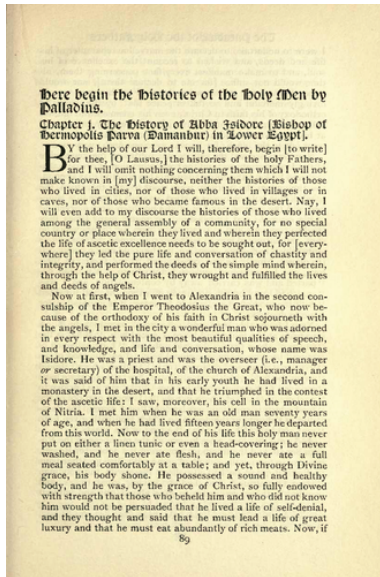 Here begin the Histories of the Holy Men by
Palladius.
Chapter j. The History of Abba Isidore [Bishop of
Hermopolis Parva (Damanhur) in Lower Egypt].
BY the help of our Lord I will, therefore, begin [to write]
for thee, [O Lausus,] the histories of the holy Fathers,
and I will omit nothing concerning them which I will not
make known in [my] discourse, neither the histories of those
who lived in cities, nor of those who lived in villages or in
caves, nor of those who became famous in the desert. Nay, I
will even add to my discourse the histories of those who lived
among the general assembly of a community, for no special
country or place wherein they lived and wherein they perfected
the life of ascetic excellence needs to be sought out, for [every-
where] they led the pure life and conversation of chastity and
integrity, and performed the deeds of the simple mind wherein,
through the help of Christ, they wrought and fulfilled the lives
and deeds of angels.
Now at first, when I went to Alexandria in the second con-
sulship of the Emperor Theodosius the Great, who now be-
cause of the orthodoxy of his faith in Christ sojourneth with
the angels, I met in the city a wonderful man who was adorned
in every respect with the most beautiful qualities of speech,
and knowledge, and life and conversation, whose name was
Isidore. He was a priest and was the overseer (i.e., manager
or secretary) of the hospital, of the church of Alexandria, and
it was said of him that in his early youth he had lived in a
monastery in the desert, and that he triumphed in the contest
of the ascetic life: I saw, moreover, his cell in the mountain
of Nitria. I met him when he was an old man seventy years
of age, and when he had lived fifteen years longer he departed
from this world. Now to the end of his life this holy man never
put on either a linen tunic or even a head-covering; he never
washed, and he never ate flesh, and he never ate a full
meal seated comfortably at a table; and yet, through Divine
grace, his body shone. He possessed a sound and healthy
body, and he was, by the grace of Christ, so fully endowed
with strength that those who beheld him and who did not know
him would not be persuaded that he lived a life of self-denial,
and they thought and said that he must lead a life of great
luxury and that he must eat abundantly of rich meats. Now, if
89